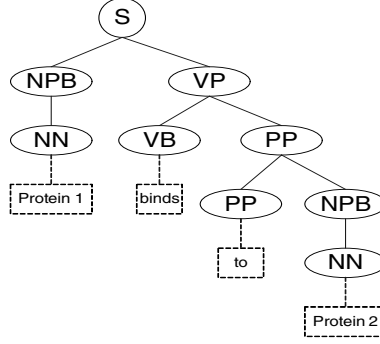 S
NPB VP
NN VB PP
Protein 1 binds PP NPB
to NN
Protein 2